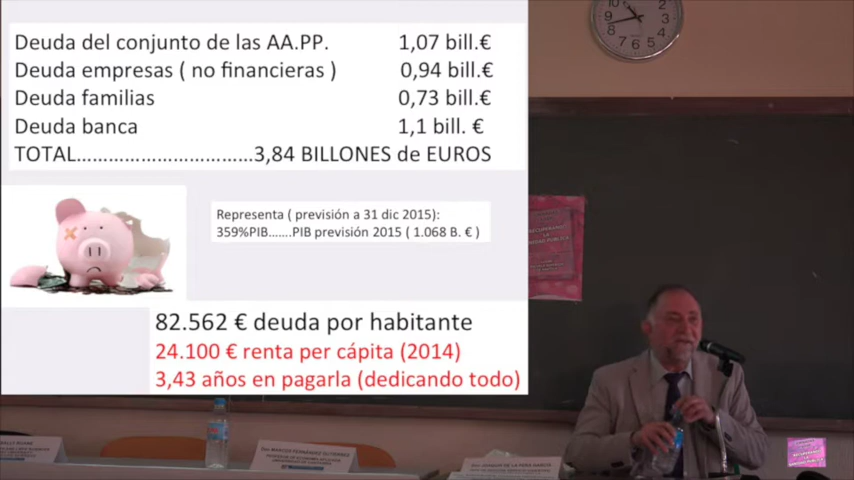 Deuda del conjunto de las AA.PP. 1,07 bill.€
Deuda empresas ( no financieras ) 0,94 bill.€
Deuda familias 0,73 bill.€
Deuda banca 1,1 bill. €
TOTAL................................3,84 BILLONES de EUROS
Representa ( previsión a 31 dic 2015):
359%PIB.......PIB previsión 2015 ( 1.068 B. € )
82.562 € deuda por habitante
24.100 € renta per cápita (2014)
3,43 años en pagarla (dedicando todo)
RECUPERANDO
LA